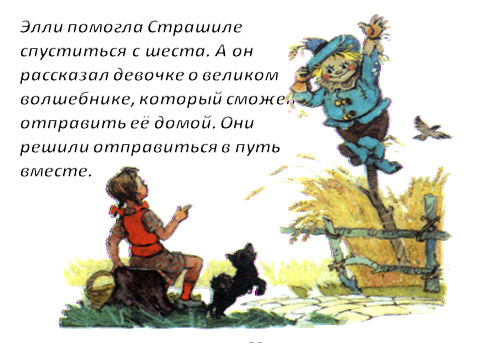 Элли помогла Страшиле
спуститься с шеста. А он
рассказал девочке о великом
волшебнике, который сможе
отправить её домой. Они
решили отправиться в путь
вместе.